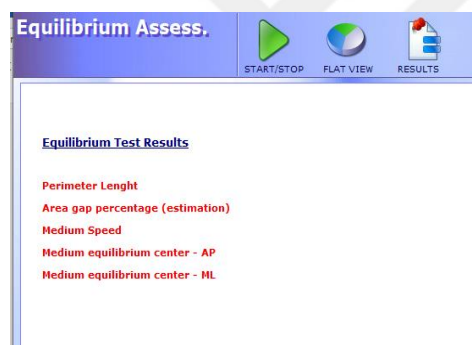 Equilibrium Assess.
START/STOP FLAT VIEW RESULTS
Equilibrium Test Results
Perimeter Lenght
Area gap percentage (estimation)
Medium Speed
Medium equilibrium center - AP
Medium equilibrium center - ML